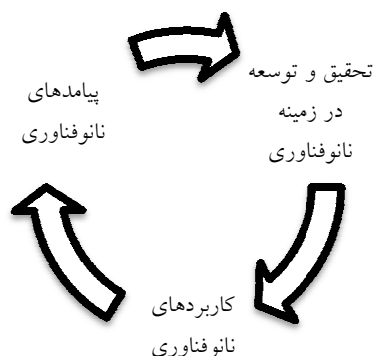 تحقیق و توسعه
در زمینه
نانوفناوری
پیامدهای
نانوفناوری
کاربردهای
نانوفناوری